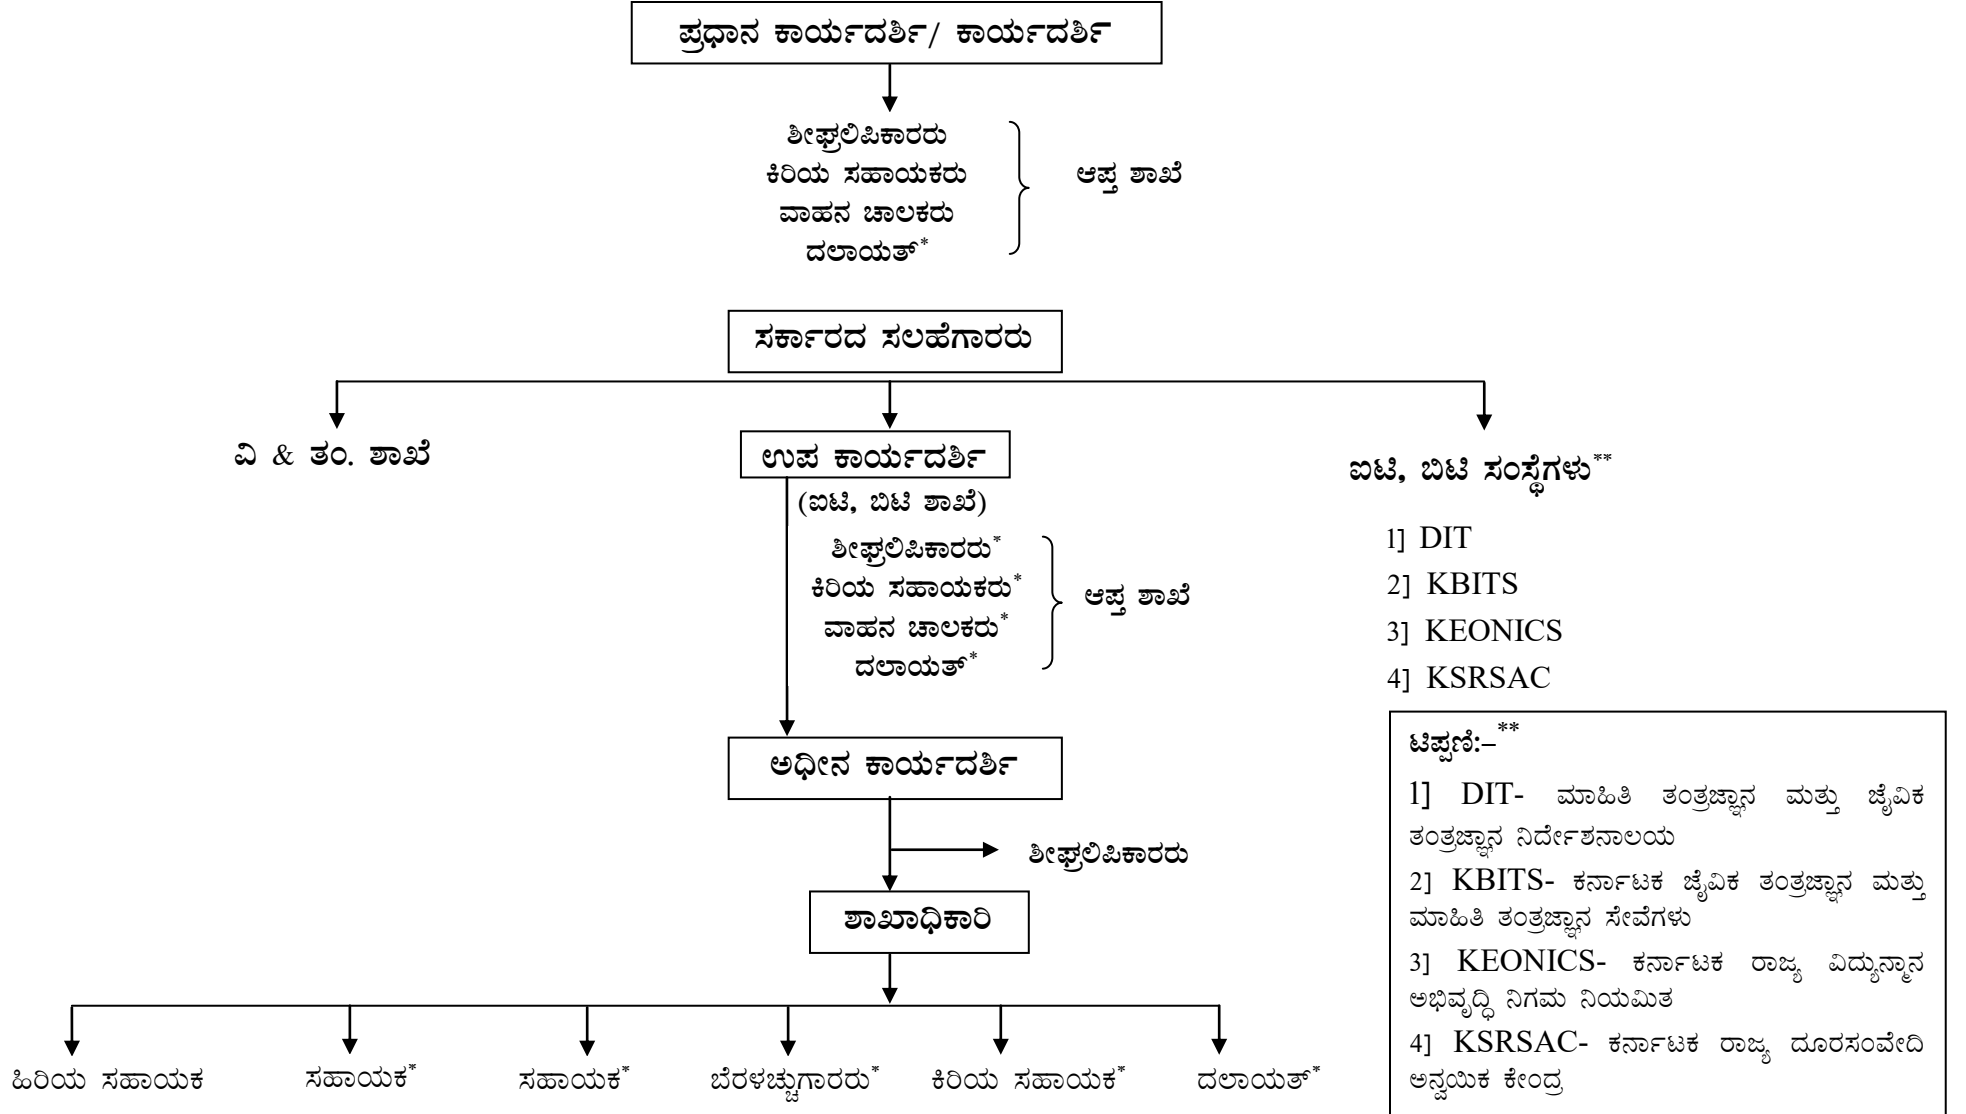 ಪ್ರಧಾನ ಕಾರ್ಯದರ್ಶಿ/ ಕಾರ್ಯದರ್ಶಿ
ಶೀಘ್ರಲಿಪಿಕಾರರು
ಕಿರಿಯ ಸಹಾಯಕರು
ವಾಹನ ಚಾಲಕರು
ದಲಾಯತ್*
ಆಪ್ತ ಶಾಖೆ
ಸರ್ಕಾರದ ಸಲಹೆಗಾರರು
ವಿ & ತಂ. ಶಾಖೆ
ಉಪ ಕಾರ್ಯದರ್ಶಿ
(ಐಟಿ, ಬಿಟಿ ಶಾಖೆ)
ಶೀಘ್ರಲಿಪಿಕಾರರು*
ಕಿರಿಯ ಸಹಾಯಕರು*
ವಾಹನ ಚಾಲಕರು*
ದಲಾಯತ್*
ಆಪ್ತ ಶಾಖೆ
ಐಟಿ, ಬಿಟಿ ಸಂಸ್ಥೆಗಳು**
1] DIT
2] KBITS
3] KEONICS
4] KSRSAC
ಅಧೀನ ಕಾರ್ಯದರ್ಶಿ
ಶೀಘ್ರಲಿಪಿಕಾರರು
ಶಾಖಾಧಿಕಾರಿ
ಹಿರಿಯ ಸಹಾಯಕ
ಸಹಾಯಕ*
ಸಹಾಯಕ*
ಬೆರಳಚ್ಚುಗಾರರು*
ಕಿರಿಯ ಸಹಾಯಕ*
ದಲಾಯತ್*
ಟಿಪ್ಪಣಿ:–**
1] DIT- ಮಾಹಿತಿ ತಂತ್ರಜ್ಞಾನ ಮತ್ತು ಜೈವಿಕ
ತಂತ್ರಜ್ಞಾನ ನಿರ್ದೇಶನಾಲಯ
2] KBITS- ಕರ್ನಾಟಕ ಜೈವಿಕ ತಂತ್ರಜ್ಞಾನ ಮತ್ತು
ಮಾಹಿತಿ ತಂತ್ರಜ್ಞಾನ ಸೇವೆಗಳು
3] KEONICS- ಕರ್ನಾಟಕ ರಾಜ್ಯ ವಿದ್ಯುನ್ಮಾನ
ಅಭಿವೃದ್ಧಿ ನಿಗಮ ನಿಯಮಿತ
4] KSRSAC- ಕರ್ನಾಟಕ ರಾಜ್ಯ ದೂರಸಂವೇದಿ
ಅನ್ವಯಿಕ ಕೇಂದ್ರ